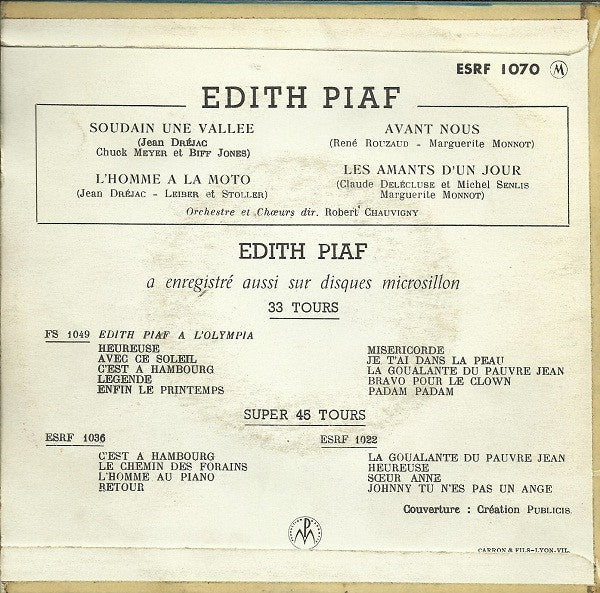 ESRF 1070 M
EDITH PIAF
SOUDAIN UNE VALLEE
(Jean DRÉJAC
Chuck MEYER et BIFF JONES)
L'HOMME A LA MOTO
(Jean DRÉJAC - LEIBER et STOLLER)
AVANT NOUS
(René ROUZAUD - Marguerite MONNOT)
LES AMANTS D'UN JOUR
(Claude DELÉCLUSE et Michel SENLIS
Marguerite MONNOT)
Orchestre et Chœurs dir. Robert CHAUVIGNY
EDITH PIAF
a enregistré aussi sur disques microsillon
33 TOURS
FS 1049 EDITH PIAF A L'OLYMPIA
HEUREUSE
AVEC CE SOLEIL
C'EST A HAMBOURG
LEGENDE
ENFIN LE PRINTEMPS
MISERICORDE
JE T'AI DANS LA PEAU
LA GOUALANTE DU PAUVRE JEAN
BRAVO POUR LE CLOWN
PADAM PADAM
SUPER 45 TOURS
ESRF 1036
C'EST A HAMBOURG
LE CHEMIN DES FORAINS
L'HOMME AU PIANO
RETOUR
ESRF 1022
LA GOUALANTE DU PAUVRE JEAN
HEUREUSE
SŒUR ANNE
JOHNNY TU N'ES PAS UN ANGE
Couverture : Création PUBLICIS.
CARRON & FILS-LYON-VII.